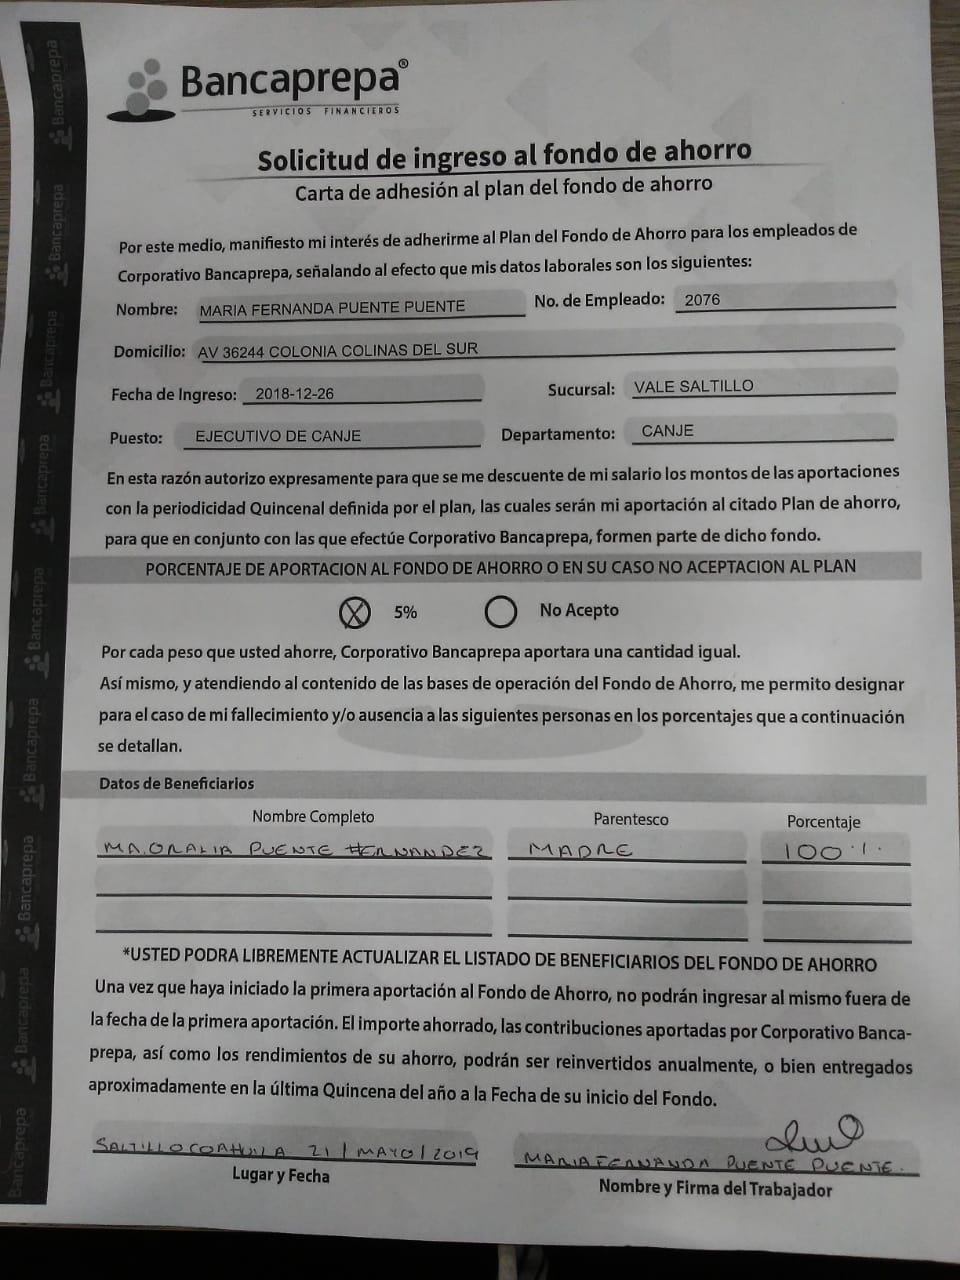 Bancaprepa®
SERVICIOS FINANCIEROS
Solicitud de ingreso al fondo de ahorro
Carta de adhesión al plan del fondo de ahorro
Por este medio, manifiesto mi interés de adherirme al Plan del Fondo de Ahorro para los empleados de
Corporativo Bancaprepa, señalando al efecto que mis datos laborales son los siguientes:
Nombre: MARIA FERNANDA PUENTE PUENTE No. de Empleado: 2076
Domicilio: AV 36244 COLONIA COLINAS DEL SUR
Fecha de Ingreso: 2018-12-26 Sucursal: VALE SALTILLO
Puesto: EJECUTIVO DE CANJE Departamento: CANJE
En esta razón autorizo expresamente para que se me descuente de mi salario los montos de las aportaciones
con la periodicidad Quincenal definida por el plan, las cuales serán mi aportación al citado Plan de ahorro,
para que en conjunto con las que efectúe Corporativo Bancaprepa, formen parte de dicho fondo.
PORCENTAJE DE APORTACION AL FONDO DE AHORRO O EN SU CASO NO ACEPTACION AL PLAN
X 5% No Acepto
Por cada peso que usted ahorre, Corporativo Bancaprepa aportara una cantidad igual.
Así mismo, y atendiendo al contenido de las bases de operación del Fondo de Ahorro, me permito designar
para el caso de mi fallecimiento y/o ausencia a las siguientes personas en los porcentajes que a continuación
se detallan.
Datos de Beneficiarios
Nombre Completo Parentesco Porcentaje
MA. ORALIA PUENTE HERNANDEZ MADRE 100%
*USTED PODRA LIBREMENTE ACTUALIZAR EL LISTADO DE BENEFICIARIOS DEL FONDO DE AHORRO
Una vez que haya iniciado la primera aportación al Fondo de Ahorro, no podrán ingresar al mismo fuera de
la fecha de la primera aportación. El importe ahorrado, las contribuciones aportadas por Corporativo Banca-
prepa, así como los rendimientos de su ahorro, podrán ser reinvertidos anualmente, o bien entregados
aproximadamente en la última Quincena del año a la Fecha de su inicio del Fondo.
SALTILLO COAHUILA 21 / MAYO / 2019 MARIA FERNANDA PUENTE PUENTE.
Lugar y Fecha Nombre y Firma del Trabajador
Bancaprepa
Bancaprepa
Bancaprepa
Bancaprepa
Bancaprepa
Bancaprepa
Bancaprepa
Bancaprepa
Bancaprepa